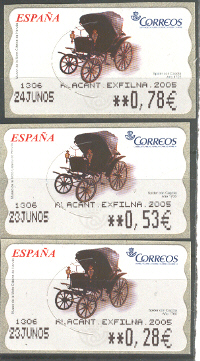 ESPAÑA CORREOS
1306 ALACANT.EXFILNA.2005
24JUN05 **0,78€
ESPAÑA CORREOS
1306 ALACANT.EXFILNA.2005
23JUN05 **0,53€
ESPAÑA CORREOS
1306 ALACANT.EXFILNA.2005
23JUN05 **0,28€